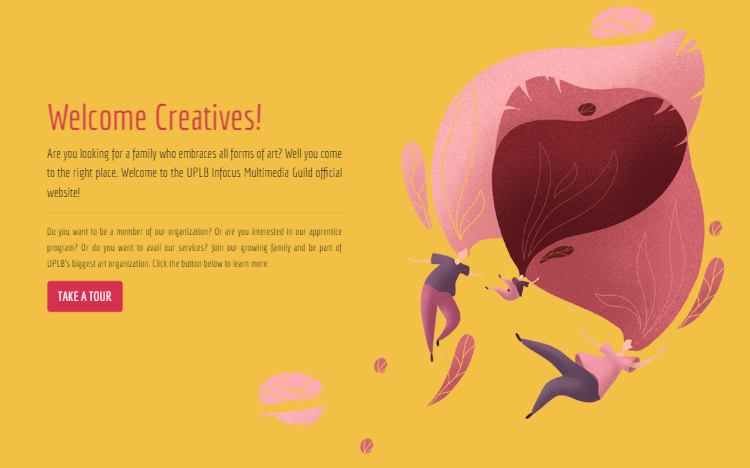 Welcome Creatives!
Are you looking for a family who embraces all forms of art? Well you come
to the right place. Welcome to the UPLB Infocus Multimedia Guild official
website!
Do you want to be a member of our organization? Or are you interested in our apprentice
program? Or do you want to avail our services? Join our growing family and be part of
UPLB's biggest art organization. Click the button below to learn more
TAKE A TOUR